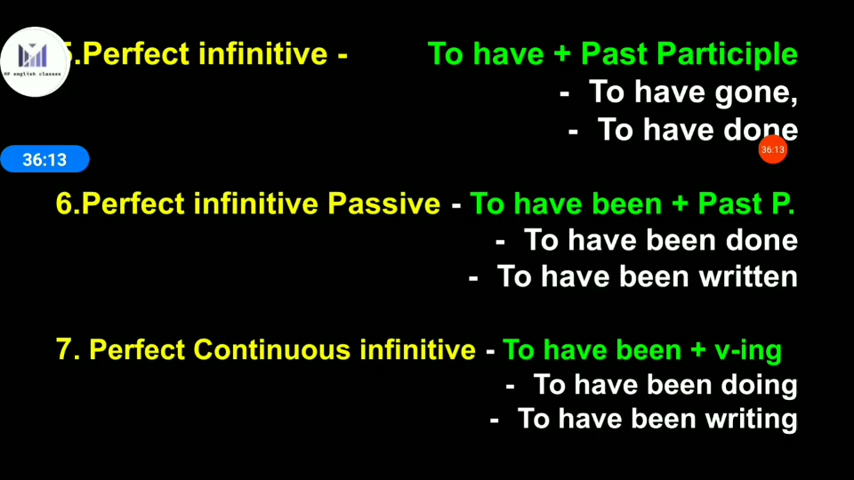 5.Perfect infinitive - To have + Past Participle
- To have gone,
- To have done
36:13
36:13
6.Perfect infinitive Passive - To have been + Past P.
- To have been done
- To have been written
7. Perfect Continuous infinitive - To have been + v-ing
- To have been doing
- To have been writing